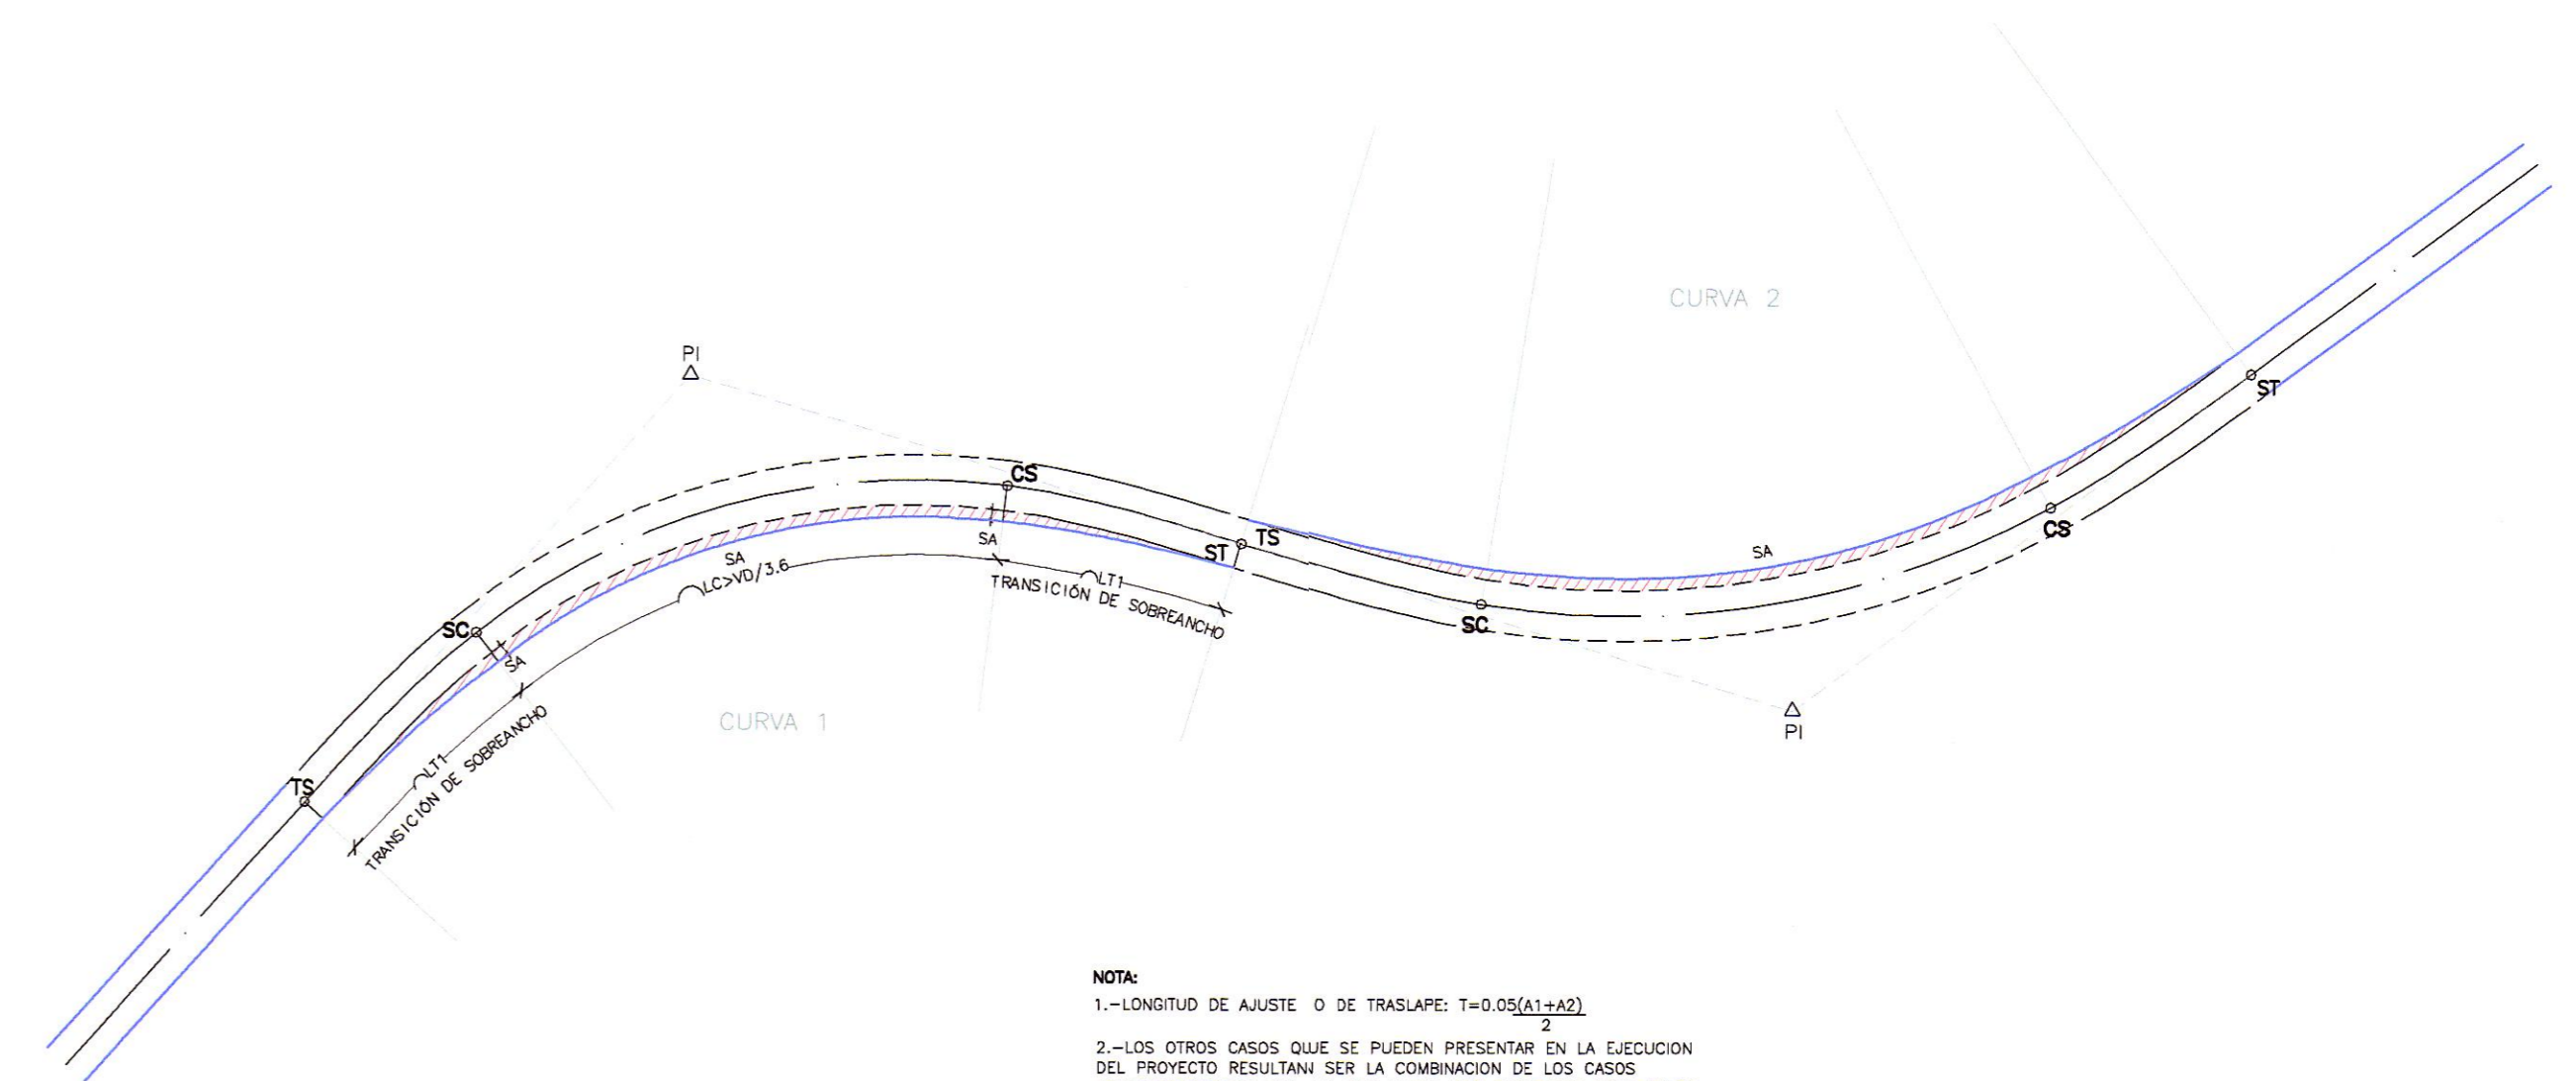 CURVA 2
PI
ST
CS
CS
TS
SA
ST
SA
SA
LC>VD/3.6
LT1
TRANSICIÓN DE SOBREANCHO
SC
SC
SA
CURVA 1
PI
LT1
TRANSICIÓN DE SOBREANCHO
TS
NOTA:
1.-LONGITUD DE AJUSTE O DE TRASLAPE: T=0.05(A1+A2)
2
2.-LOS OTROS CASOS QUUE SE PUEDEN PRESENTAR EN LA EJECUCION
DEL PROYECTO RESULTANN SER LA COMBINACION DE LOS CASOS